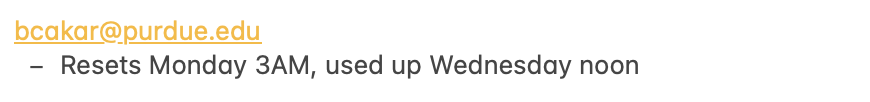 bcakar@purdue.edu
– Resets Monday 3AM, used up Wednesday noon